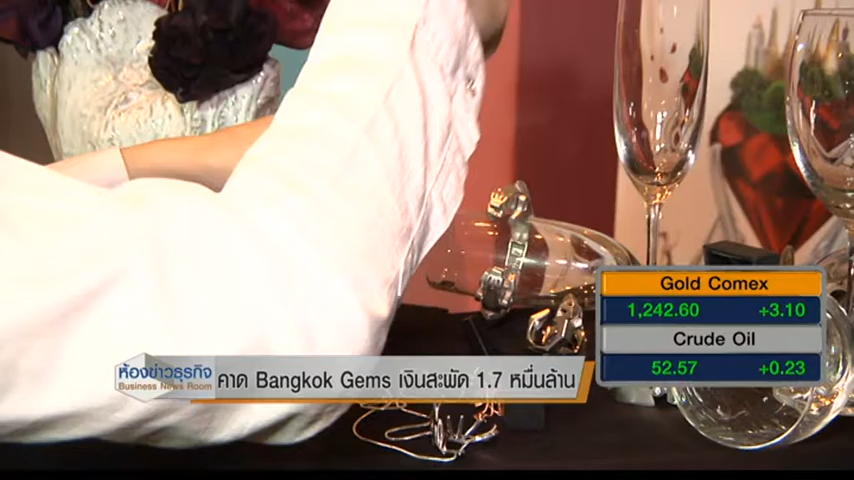 Gold Comex
1,242.60 +3.10
Crude Oil
52.57 +0.23
ห้องข่าวธุรกิจ
Business News Room
คาด Bangkok Gems เงินสะพัด 1.7 หมื่นล้าน